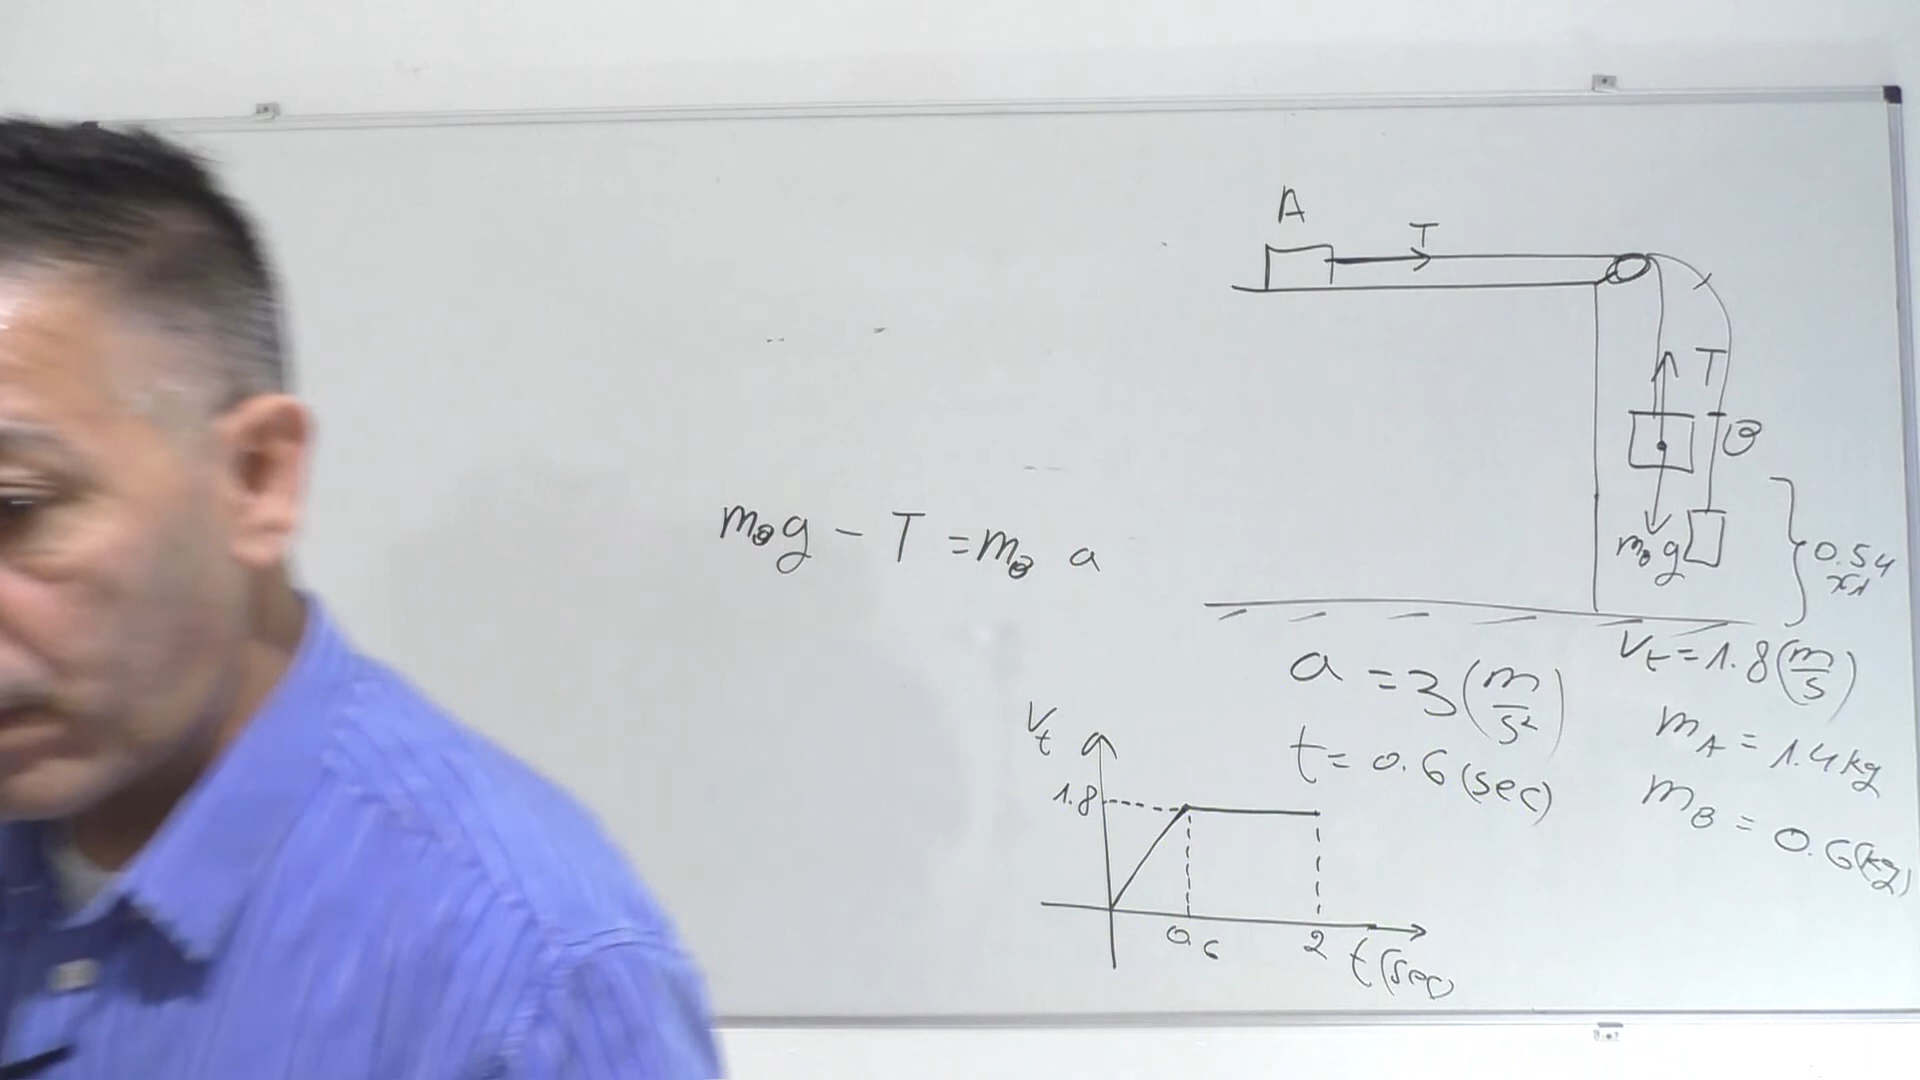 A
T
T
B
m_B g
0.54
x1
m_B g - T = m_B a
a = 3 (m/s²)
t = 0.6 (sec)
V_t = 1.8 (m/s)
m_A = 1.4 kg
m_B = 0.6 (kg)
V_t
1.8
0.6
2
t (sec)